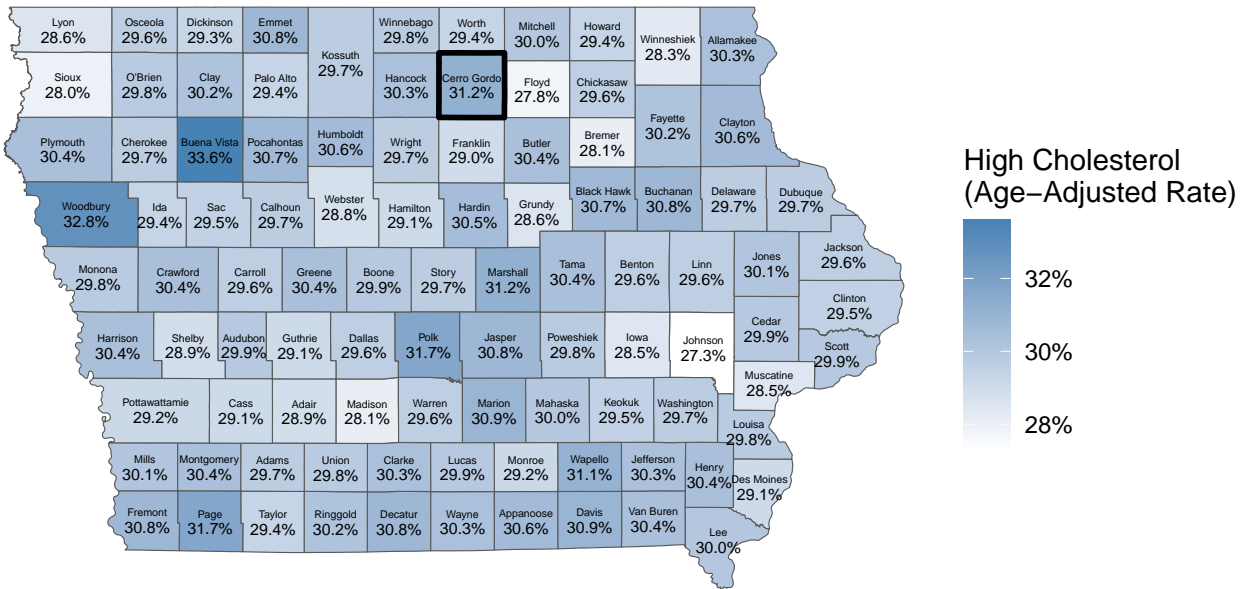 Lyon
28.6%
Osceola
29.6%
Dickinson
29.3%
Emmet
30.8%
Kossuth
29.7%
Winnebago
29.8%
Worth
29.4%
Mitchell
30.0%
Howard
29.4%
Winneshiek
28.3%
Allamakee
30.3%
Sioux
28.0%
O'Brien
29.8%
Clay
30.2%
Palo Alto
29.4%
Hancock
30.3%
Cerro Gordo
31.2%
Floyd
27.8%
Chickasaw
29.6%
Fayette
30.2%
Clayton
30.6%
Plymouth
30.4%
Cherokee
29.7%
Buena Vista
33.6%
Pocahontas
30.7%
Humboldt
30.6%
Wright
29.7%
Franklin
29.0%
Butler
30.4%
Bremer
28.1%
Woodbury
32.8%
Ida
29.4%
Sac
29.5%
Calhoun
29.7%
Webster
28.8%
Hamilton
29.1%
Hardin
30.5%
Grundy
28.6%
Black Hawk
30.7%
Buchanan
30.8%
Delaware
29.7%
Dubuque
29.7%
Monona
29.8%
Crawford
30.4%
Carroll
29.6%
Greene
30.4%
Boone
29.9%
Story
29.7%
Marshall
31.2%
Tama
30.4%
Benton
29.6%
Linn
29.6%
Jones
30.1%
Jackson
29.6%
Clinton
29.5%
Harrison
30.4%
Shelby
28.9%
Audubon
29.9%
Guthrie
29.1%
Dallas
29.6%
Polk
31.7%
Jasper
30.8%
Poweshiek
29.8%
Iowa
28.5%
Johnson
27.3%
Cedar
29.9%
Scott
29.9%
Muscatine
28.5%
Pottawattamie
29.2%
Cass
29.1%
Adair
28.9%
Madison
28.1%
Warren
29.6%
Marion
30.9%
Mahaska
30.0%
Keokuk
29.5%
Washington
29.7%
Louisa
29.8%
Mills
30.1%
Montgomery
30.4%
Adams
29.7%
Union
29.8%
Clarke
30.3%
Lucas
29.9%
Monroe
29.2%
Wapello
31.1%
Jefferson
30.3%
Henry
30.4%
Des Moines
29.1%
Fremont
30.8%
Page
31.7%
Taylor
29.4%
Ringgold
30.2%
Decatur
30.8%
Wayne
30.3%
Appanoose
30.6%
Davis
30.9%
Van Buren
30.4%
Lee
30.0%
High Cholesterol
(Age−Adjusted Rate)
32%
30%
28%